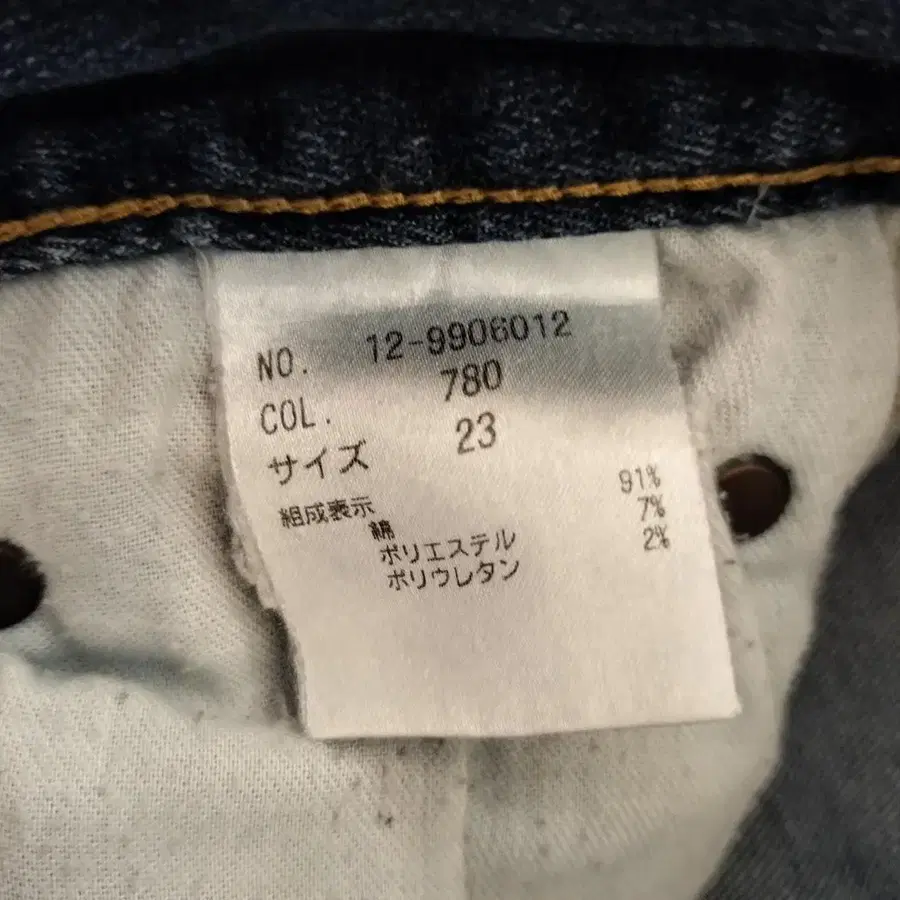 NO. 12-9906012
COL. 780
サイズ 23
組成表示
綿 91%
ポリエステル 7%
ポリウレタン 2%